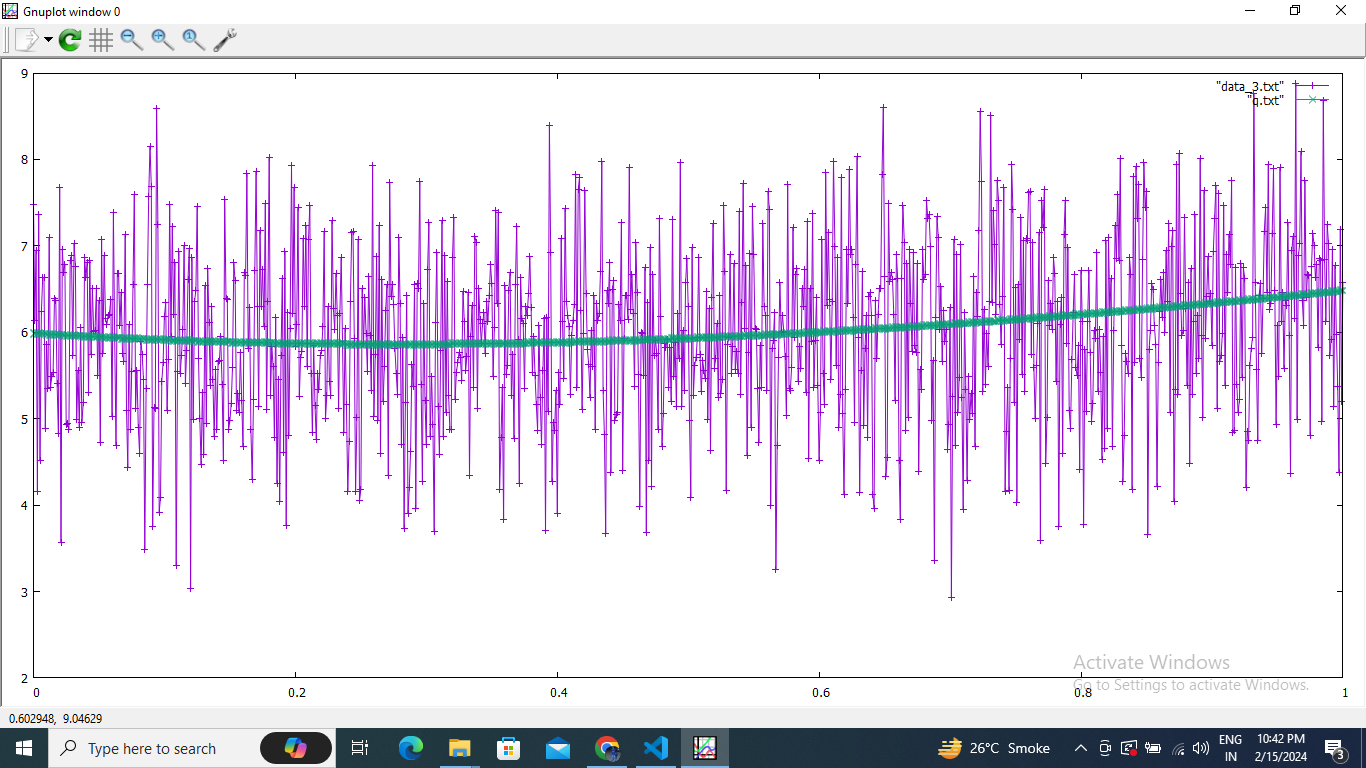 Gnuplot window 0
"data_3.txt"
"q.txt"
9
8
7
6
5
4
3
2
0
0.2
0.4
0.6
0.8
1
Activate Windows
Go to Settings to activate Windows.
0.602948, 9.04629
Type here to search
26°C Smoke
ENG
IN
10:42 PM
2/15/2024
3